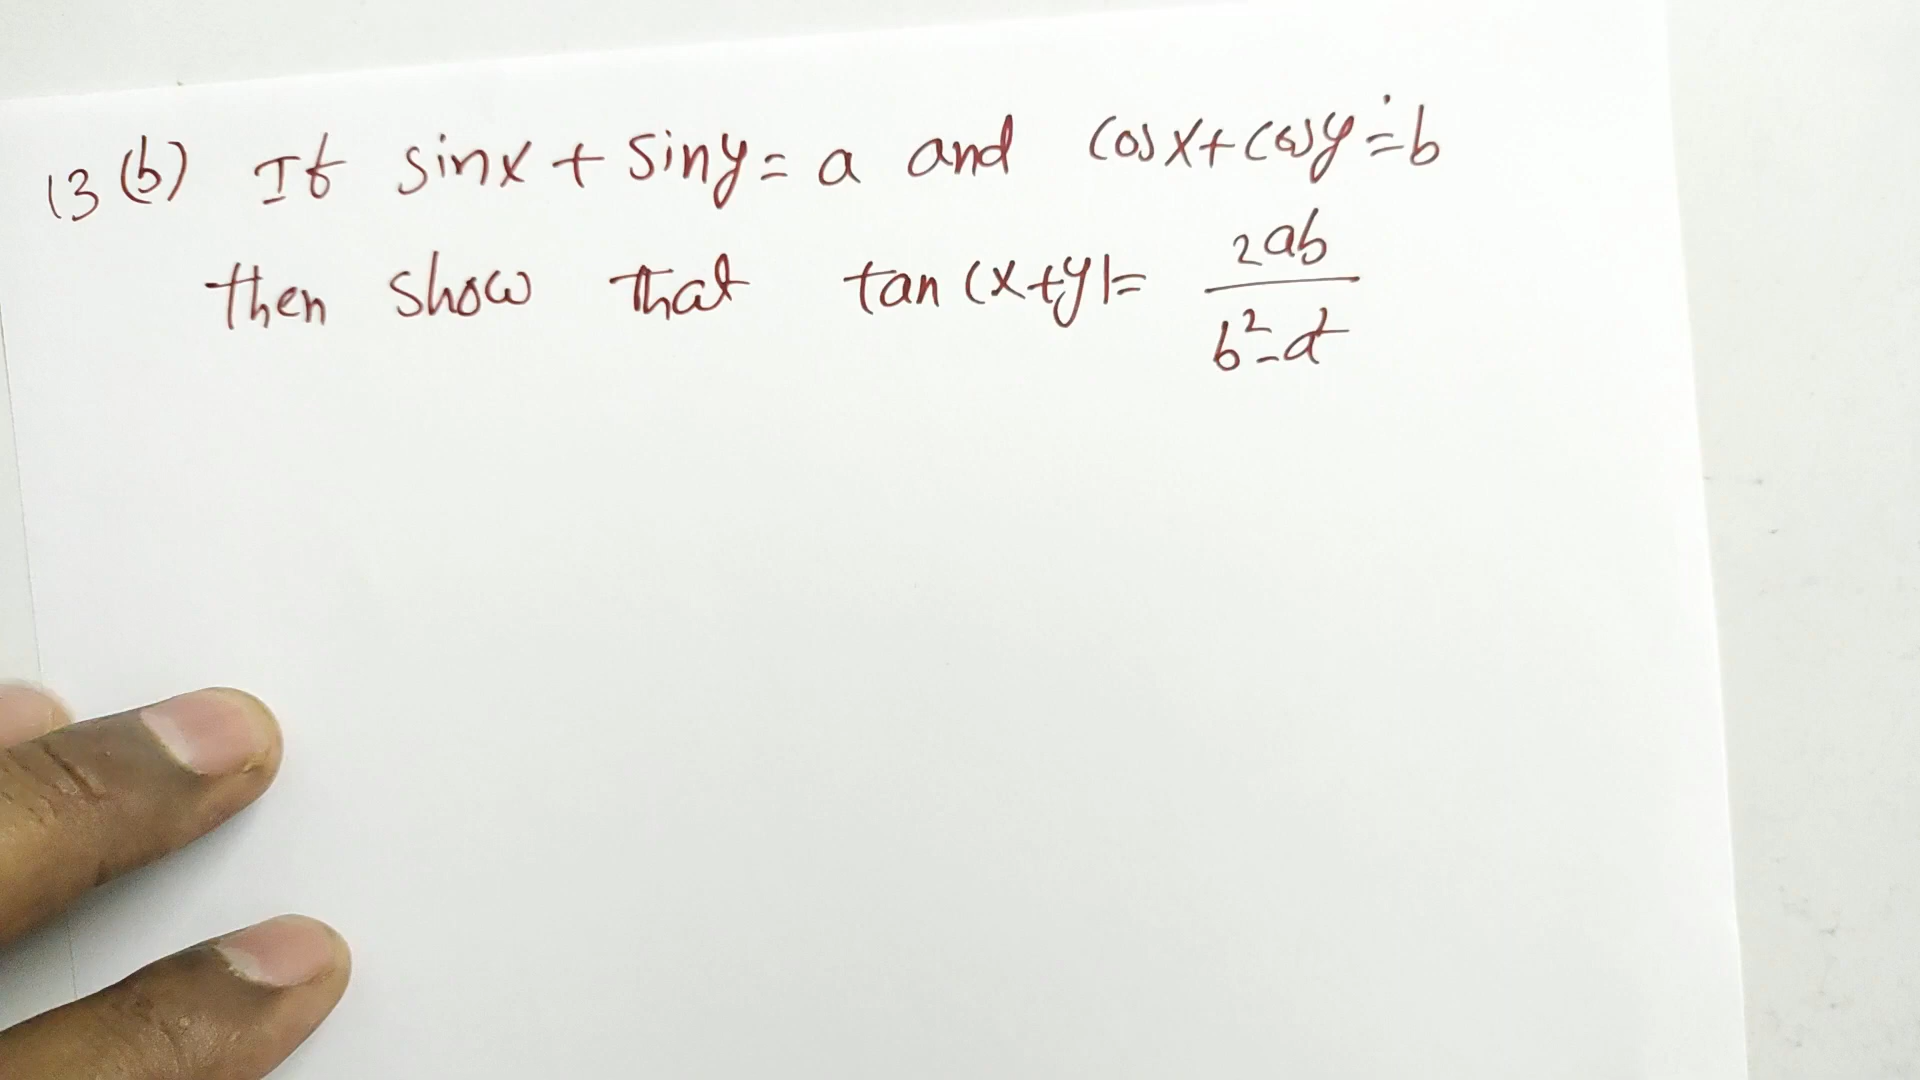 13 (b) If sinx + siny = a and cosx + cosy = b
then show that tan (x+y) = 2ab / b² - a²